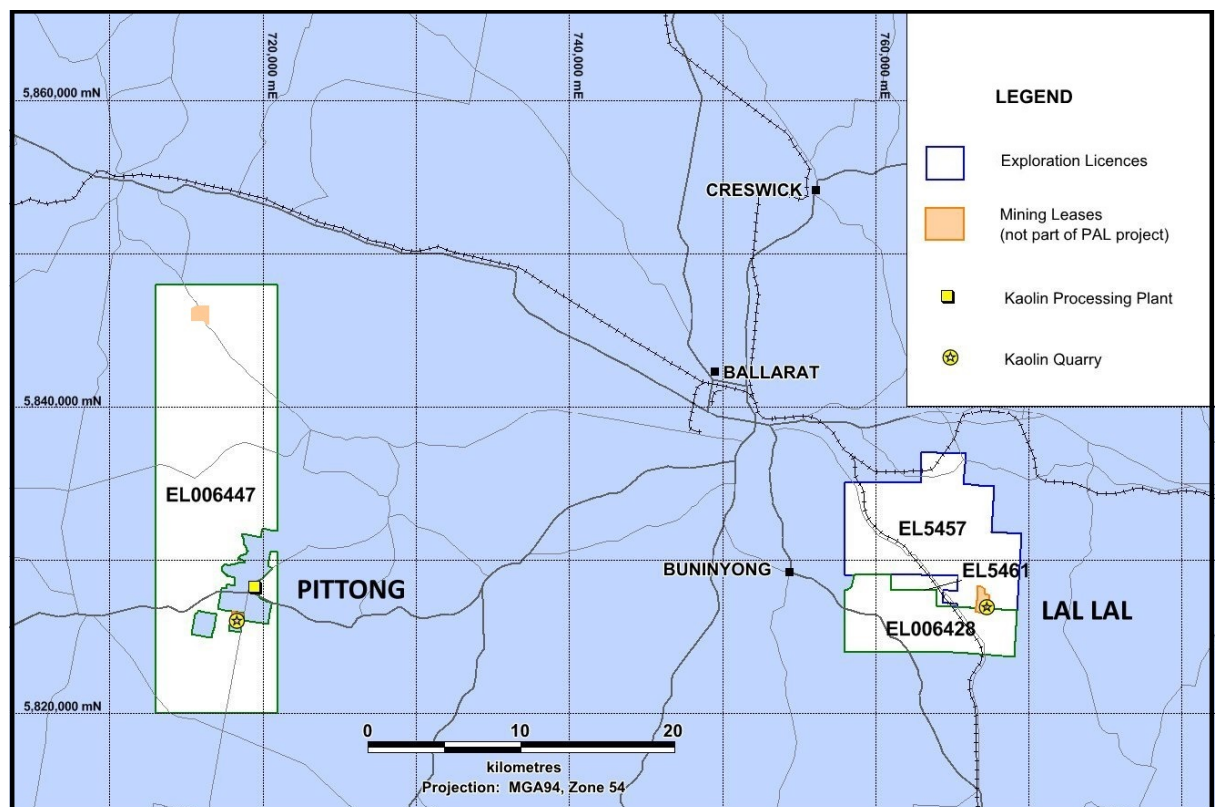 720,000 mE
740,000 mE
760,000 mE
5,860,000 mN
LEGEND
Exploration Licences
Mining Leases
(not part of PAL project)
Kaolin Processing Plant
Kaolin Quarry
CRESWICK
BALLARAT
5,840,000 mN
EL006447
EL5457
BUNINYONG
EL5461
PITTONG
LAL LAL
EL006428
5,820,000 mN
0 10 20
kilometres
Projection: MGA94, Zone 54